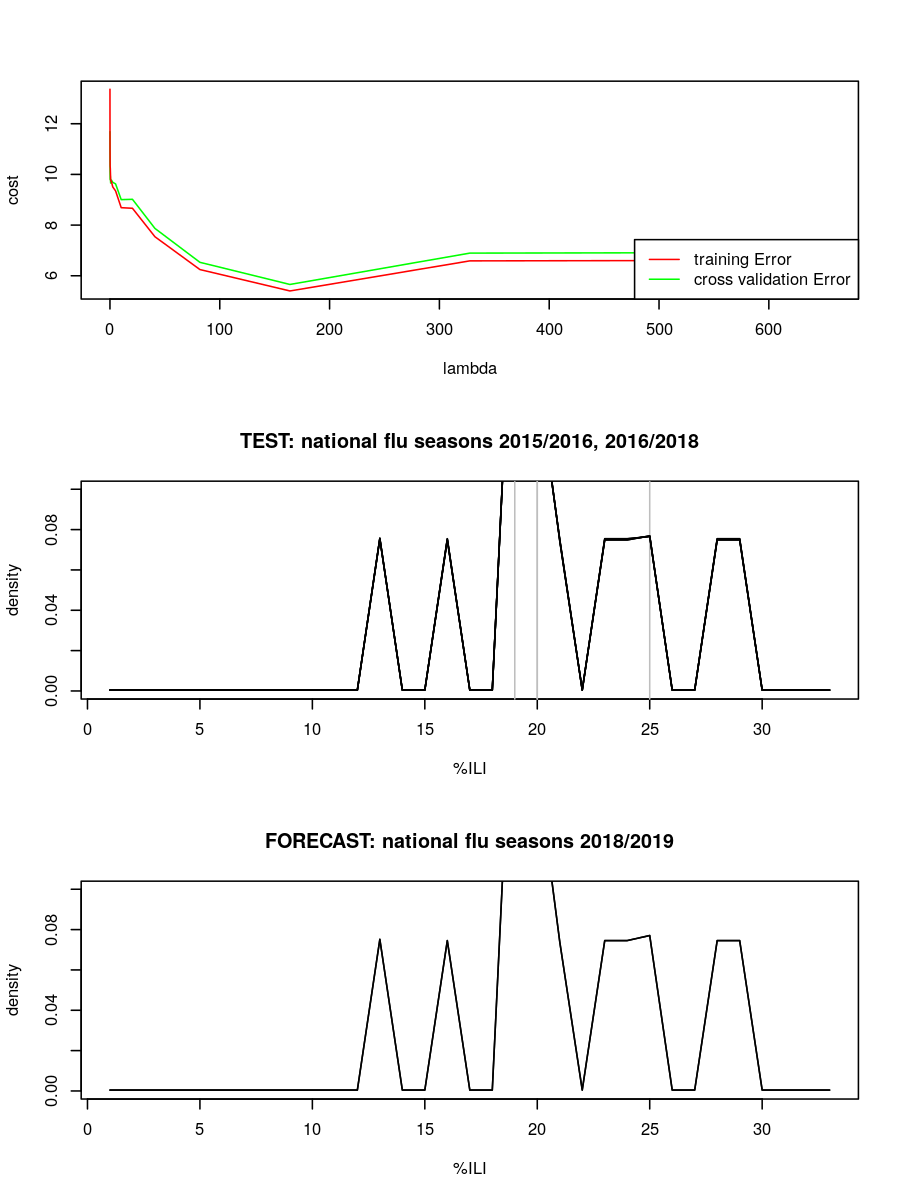 12
10
8
6
cost
training Error
cross validation Error
0 100 200 300 400 500 600
lambda
TEST: national flu seasons 2015/2016, 2016/2018
0.08
0.04
0.00
density
0 5 10 15 20 25 30
%ILI
FORECAST: national flu seasons 2018/2019
0.08
0.04
0.00
density
0 5 10 15 20 25 30
%ILI